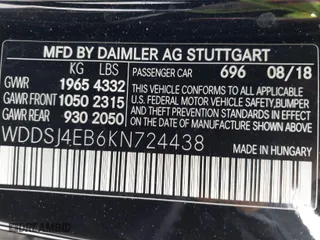 MFD BY DAIMLER AG STUTTGART
KG LBS
GVWR 1965 4332
GAWR FRONT 1050 2315
GAWR REAR 930 2050
PASSENGER CAR 696 08/18
THIS VEHICLE CONFORMS TO ALL APPLICABLE
U.S. FEDERAL MOTOR VEHICLE SAFETY,
BUMPER, AND THEFT PREVENTION STANDARDS
IN EFFECT ON THE DATE OF
MANUFACTURE SHOWN ABOVE.
WDDSJ4EB6KN724438
MADE IN HUNGARY